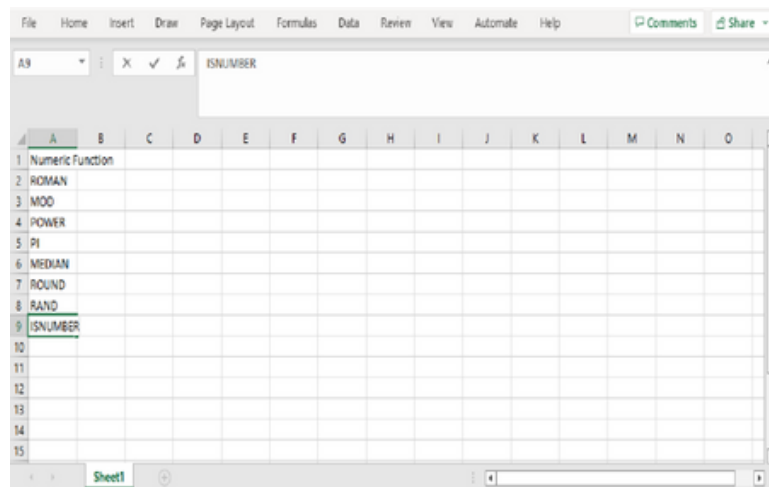 File Home Insert Draw Page Layout Formulas Data Review View Automate Help Comments Share
A9 fx ISNUMBER
A B C D E F G H I J K L M N O
1 Numeric Function
2 ROMAN
3 MOD
4 POWER
5 PI
6 MEDIAN
7 ROUND
8 RAND
9 ISNUMBER
10
11
12
13
14
15
Sheet1